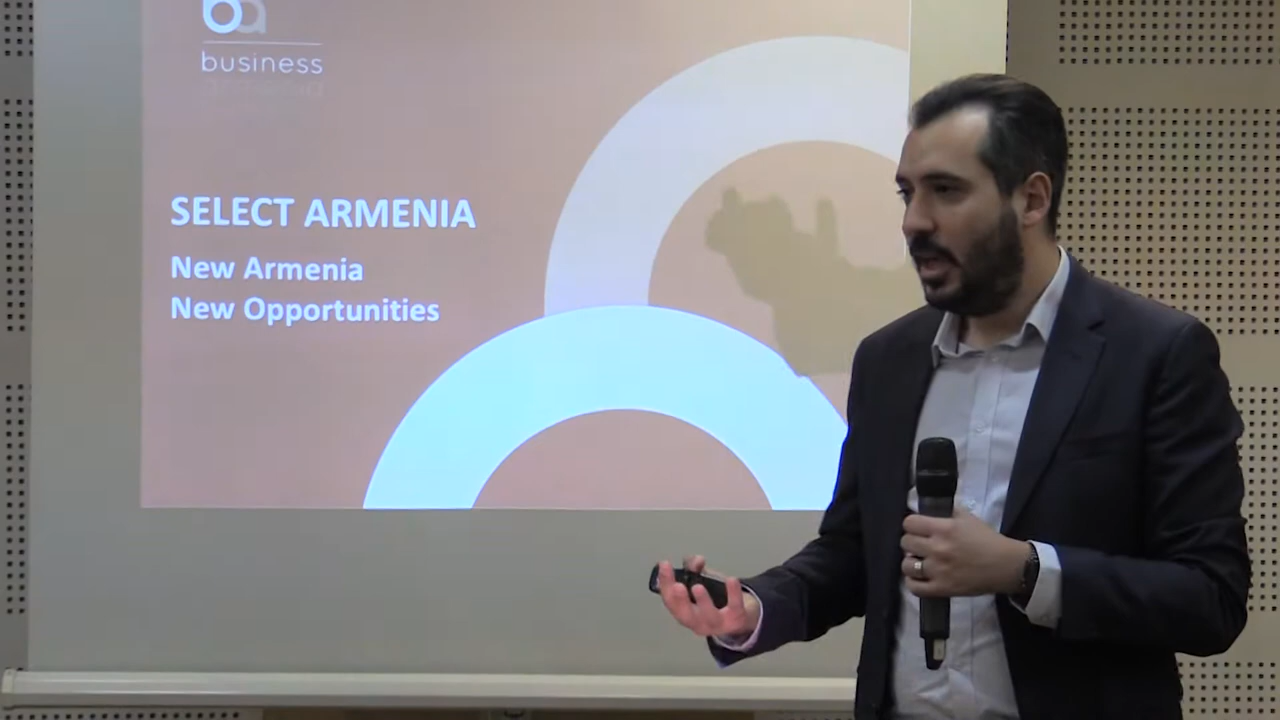 ba
business
SELECT ARMENIA
New Armenia
New Opportunities